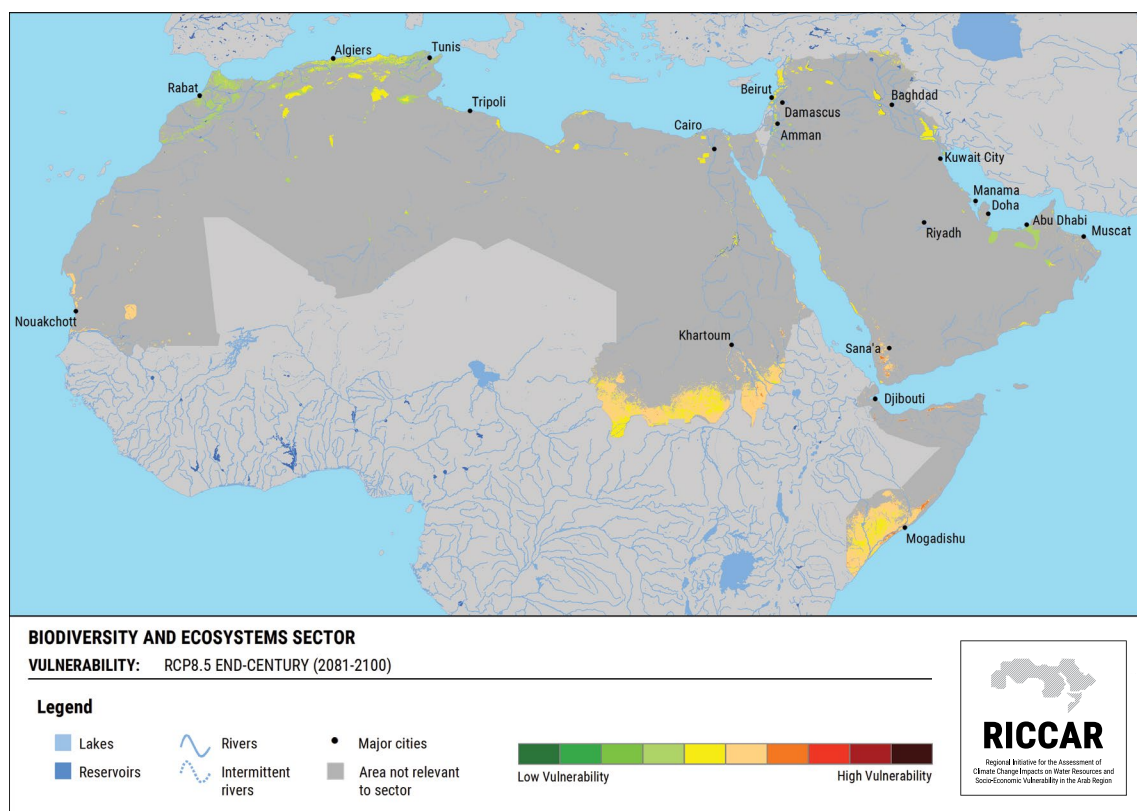 Algiers
Tunis
Rabat
Tripoli
Beirut
Damascus
Baghdad
Amman
Cairo
Kuwait City
Manama
Doha
Abu Dhabi
Muscat
Riyadh
Nouakchott
Khartoum
Sana'a
Djibouti
Mogadishu
BIODIVERSITY AND ECOSYSTEMS SECTOR
VULNERABILITY: RCP8.5 END-CENTURY (2081-2100)
Legend
Lakes
Rivers
Major cities
Reservoirs
Intermittent
rivers
Area not relevant
to sector
Low Vulnerability
High Vulnerability
RICCAR
Regional Initiative for the Assessment of
Climate Change Impacts on Water Resources and
Socio-Economic Vulnerability in the Arab Region